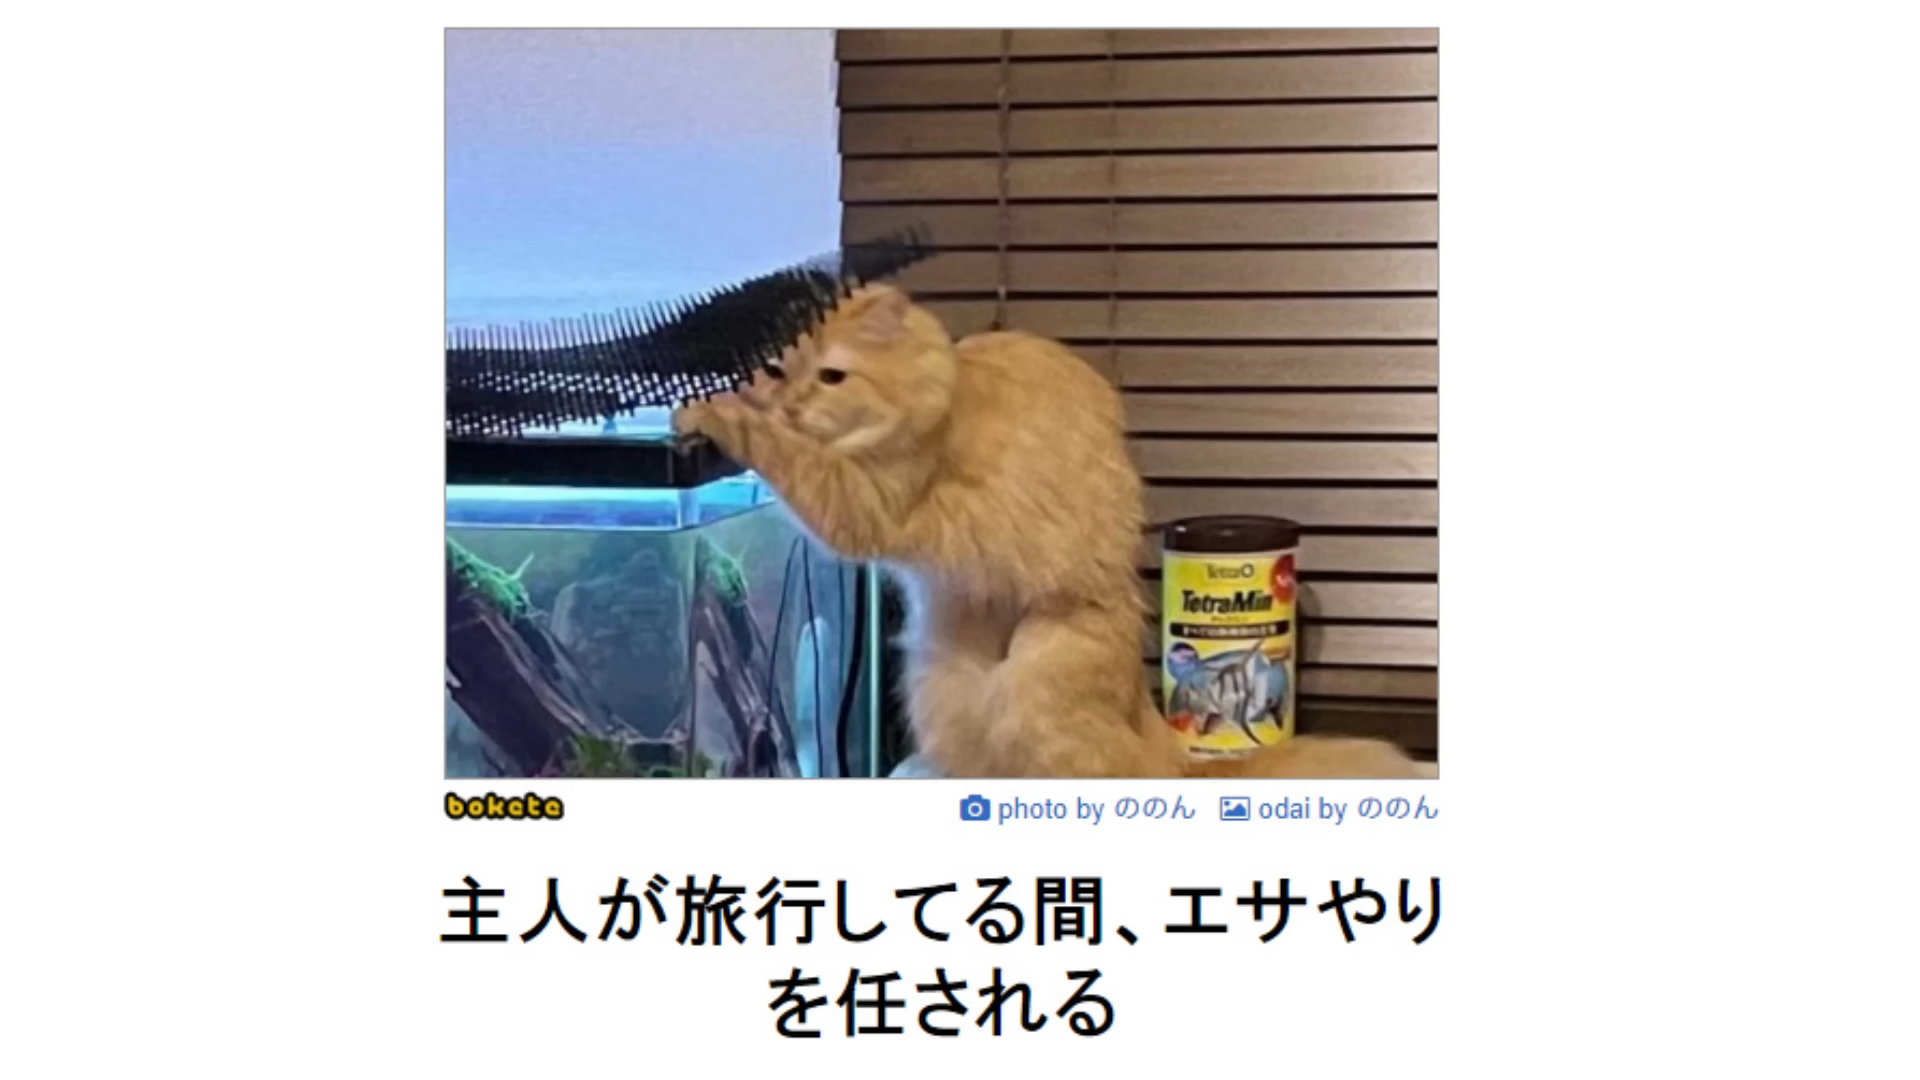 Tetra
TetraMin
bokete
photo by ののん odai by ののん
主人が旅行してる間、エサやり
を任される